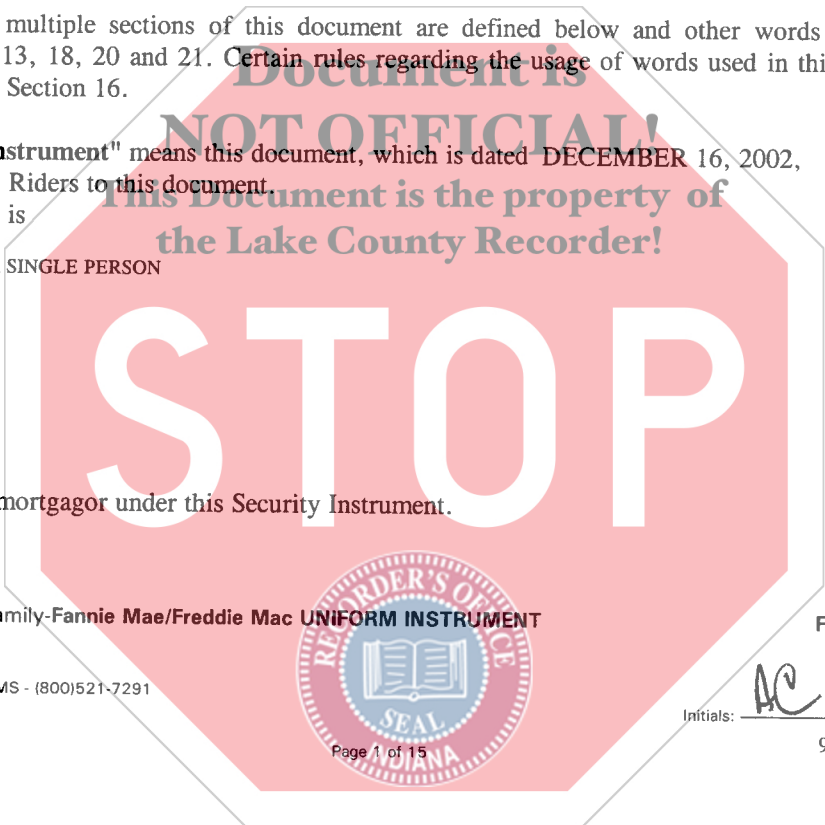 multiple sections of this document are defined below and other words
13, 18, 20 and 21. Certain rules regarding the usage of words used in
Section 16.
Document is
NOT OFFICIAL!
This Document is the property of
the Lake County Recorder!
nstrument" means this document, which is dated DECEMBER 16, 2002,
Riders to this document.
is
SINGLE PERSON
STOP
mortgagor under this Security Instrument.
mily-Fannie Mae/Freddie Mac UNIFORM INSTRUMENT
F
MS - (800)521-7291
RECORDER'S OFFICE
SEAL
INDIANA
Initials: AC
Page 1 of 15